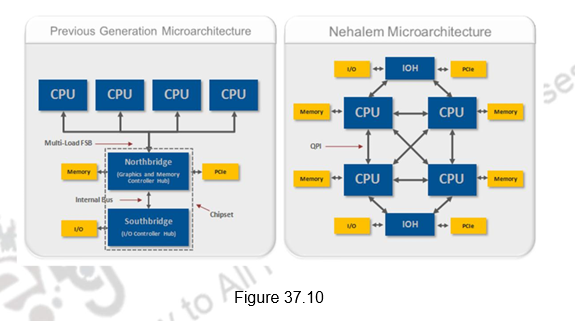 Previous Generation Microarchitecture
CPU
CPU
CPU
CPU
Multi-Load FSB
Northbridge
(Graphics and Memory
Controller Hub)
Memory
PCIe
Internal Bus
Chipset
Southbridge
(I/O Controller Hub)
I/O
Nehalem Microarchitecture
I/O
IOH
PCIe
Memory
CPU
CPU
Memory
QPI
Memory
CPU
CPU
Memory
I/O
IOH
PCIe
to All
Figure 37.10